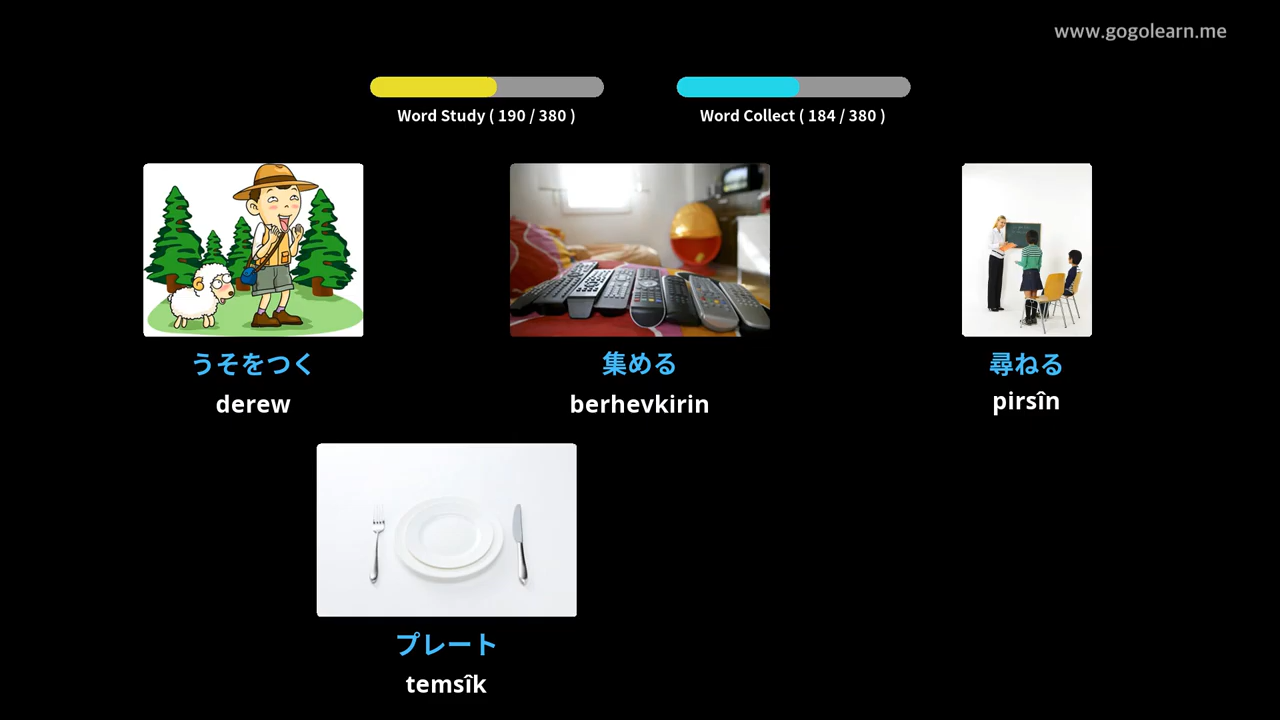 www.gogolearn.me
Word Study ( 190 / 380 )
Word Collect ( 184 / 380 )
うそをつく
derew
集める
berhevkirin
尋ねる
pirsîn
プレート
temsîk